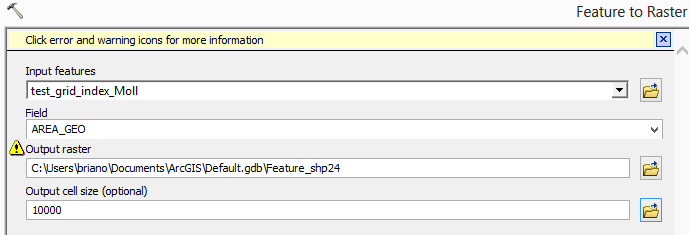 Feature to Raster
Click error and warning icons for more information
Input features
test_grid_index_Moll
Field
AREA_GEO
Output raster
C:\Users\briano\Documents\ArcGIS\Default.gdb\Feature_shp24
Output cell size (optional)
10000